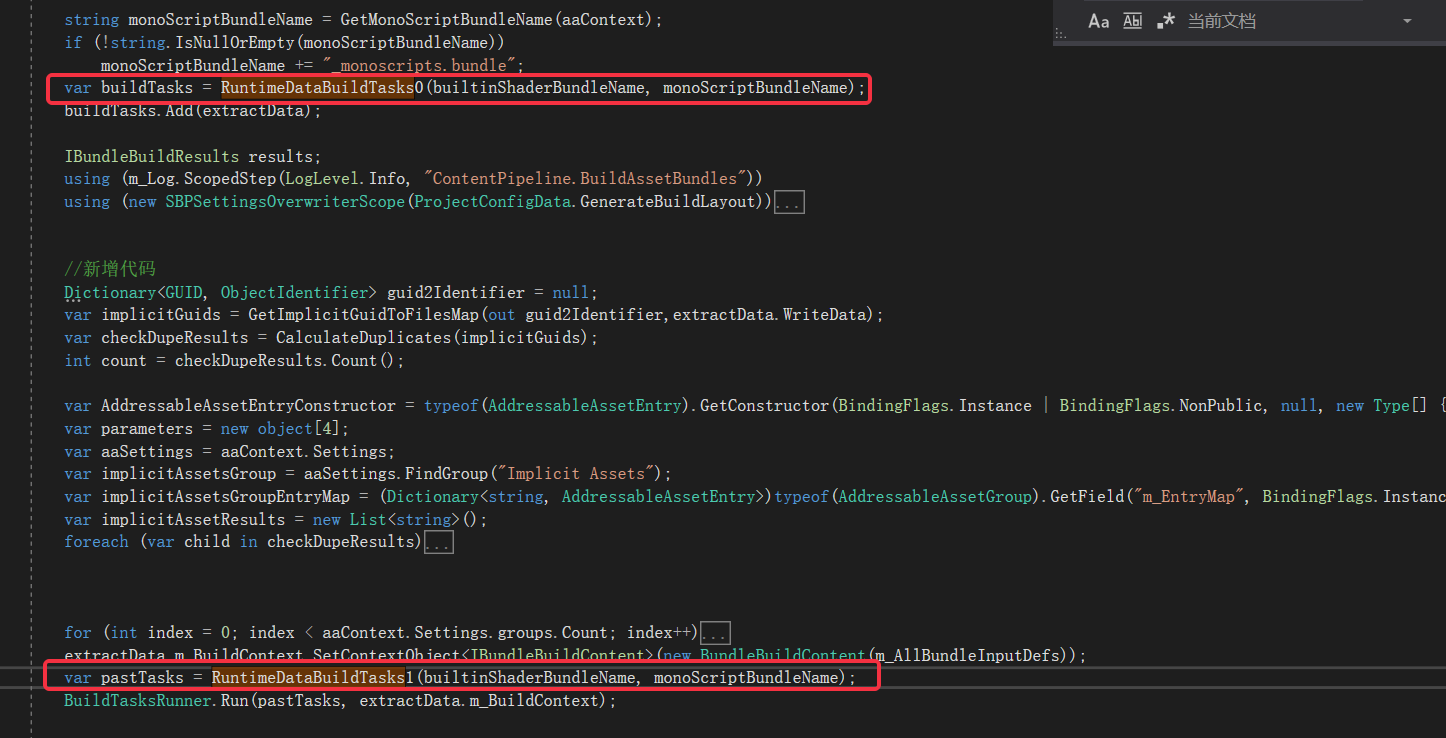 Aa Abl .* 当前文档
string monoScriptBundleName = GetMonoScriptBundleName(aaContext);
if (!string.IsNullOrEmpty(monoScriptBundleName))
monoScriptBundleName += "_monoscripts.bundle";
var buildTasks = RuntimeDataBuildTasks0(builtinShaderBundleName, monoScriptBundleName);
buildTasks.Add(extractData);
IBundleBuildResults results;
using (m_Log.ScopedStep(LogLevel.Info, "ContentPipeline.BuildAssetBundles"))
using (new SBPSettingsOverwriterScope(ProjectConfigData.GenerateBuildLayout))...
//新增代码
Dictionary<GUID, ObjectIdentifier> guid2Identifier = null;
var implicitGuids = GetImplicitGuidToFilesMap(out guid2Identifier,extractData.WriteData);
var checkDupeResults = CalculateDuplicates(implicitGuids);
int count = checkDupeResults.Count();
var AddressableAssetEntryConstructor = typeof(AddressableAssetEntry).GetConstructor(BindingFlags.Instance | BindingFlags.NonPublic, null, new Type[] {
var parameters = new object[4];
var aaSettings = aaContext.Settings;
var implicitAssetsGroup = aaSettings.FindGroup("Implicit Assets");
var implicitAssetsGroupEntryMap = (Dictionary<string, AddressableAssetEntry>)typeof(AddressableAssetGroup).GetField("m_EntryMap", BindingFlags.Instanc
var implicitAssetResults = new List<string>();
foreach (var child in checkDupeResults)...
for (int index = 0; index < aaContext.Settings.groups.Count; index++)...
extractData.m_BuildContext.SetContextObject<IBundleBuildContent>(new BundleBuildContent(m_AllBundleInputDefs));
var pastTasks = RuntimeDataBuildTasks1(builtinShaderBundleName, monoScriptBundleName);
BuildTasksRunner.Run(pastTasks, extractData.m_BuildContext);